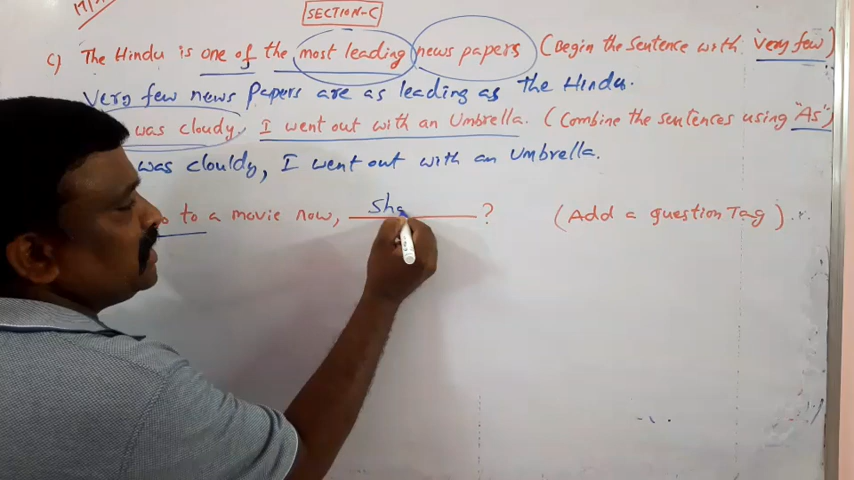 SECTION-C
c) The Hindu is one of the most leading news papers (Begin the sentence with very few)
Very few news Papers are as leading as the Hindu.
was cloudy. I went out with an Umbrella. (Combine the sentences using "As")
was clouldy, I went out with an Umbrella.
to a movie now, Sha ? (Add a question Tag)